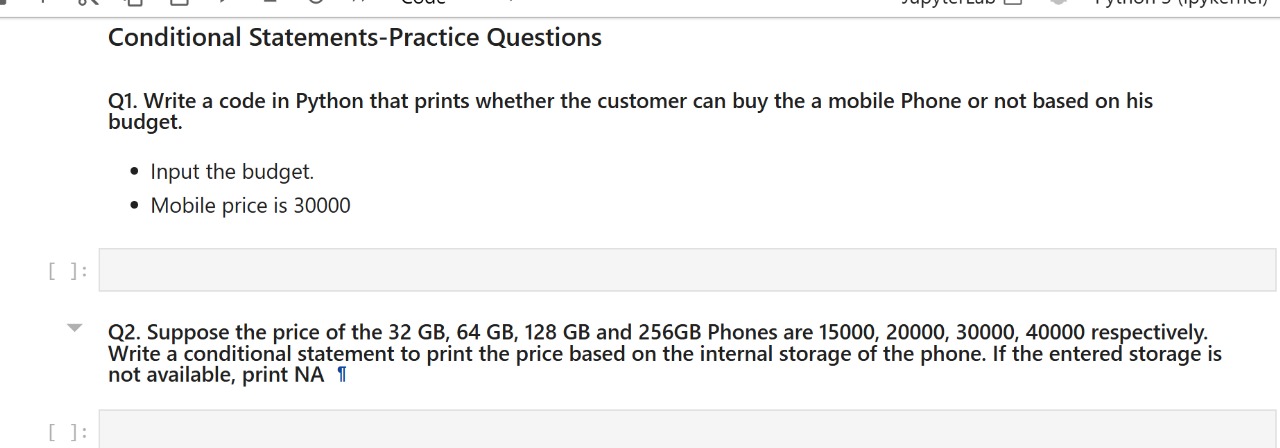 Code JupyterLab Python 3 (ipykernel)
Conditional Statements-Practice Questions
Q1. Write a code in Python that prints whether the customer can buy the a mobile Phone or not based on his
budget.
• Input the budget.
• Mobile price is 30000
[ ]:
Q2. Suppose the price of the 32 GB, 64 GB, 128 GB and 256GB Phones are 15000, 20000, 30000, 40000 respectively.
Write a conditional statement to print the price based on the internal storage of the phone. If the entered storage is
not available, print NA ¶
[ ]: